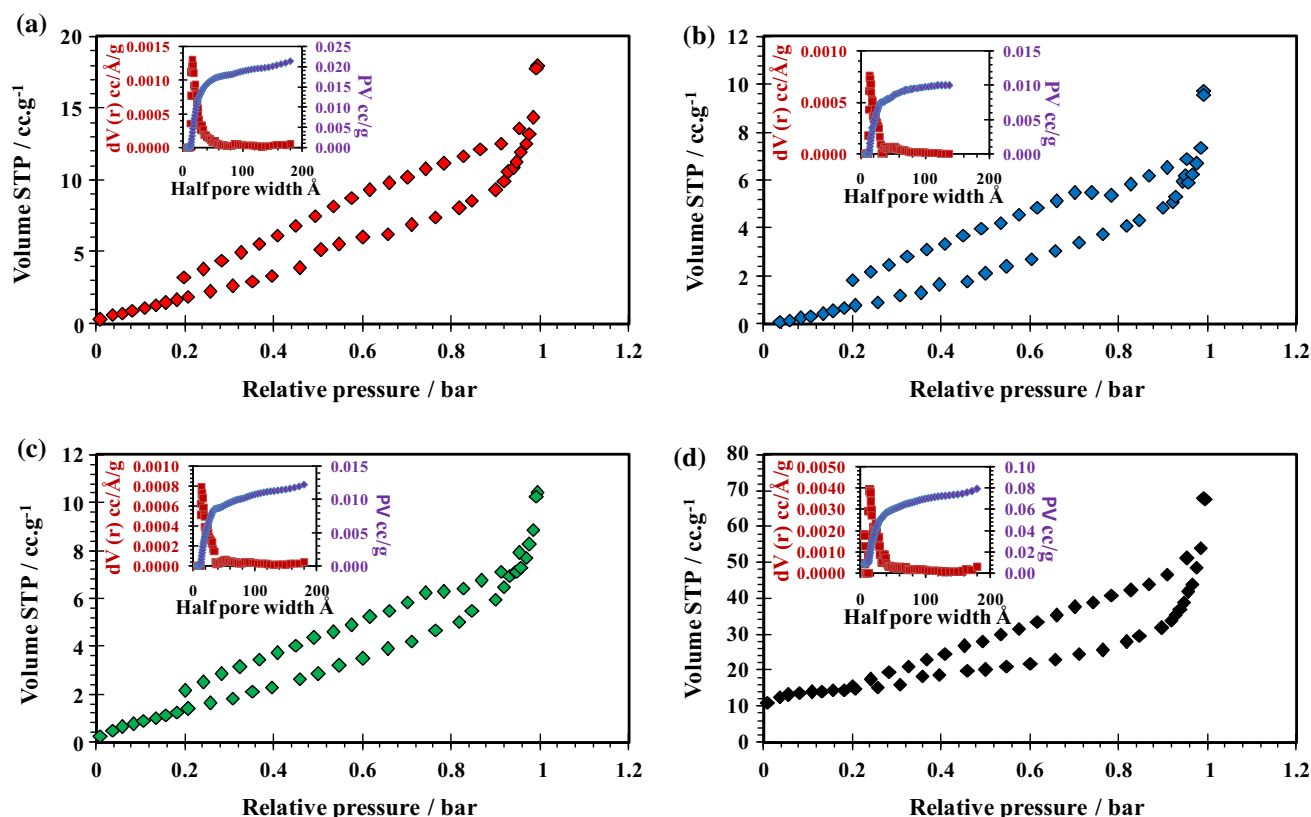 (a)
20
15
10
5
0
Volume STP / cc.g-1
0 0.2 0.4 0.6 0.8 1 1.2
Relative pressure / bar
0.0015
0.0010
0.0005
0.0000
dV (r) cc/Å/g
0.025
0.020
0.015
0.010
0.005
0.000
PV cc/g
0 100 200
Half pore width Å
(b)
12
10
8
6
4
2
0
Volume STP / cc.g-1
0 0.2 0.4 0.6 0.8 1 1.2
Relative pressure / bar
0.0010
0.0005
0.0000
dV (r) cc/Å/g
0.015
0.010
0.005
0.000
PV cc/g
0 100 200
Half pore width Å
(c)
12
10
8
6
4
2
0
Volume STP / cc.g-1
0 0.2 0.4 0.6 0.8 1 1.2
Relative pressure / bar
0.0010
0.0008
0.0006
0.0004
0.0002
0.0000
dV (r) cc/Å/g
0.015
0.010
0.005
0.000
PV cc/g
0 100 200
Half pore width Å
(d)
80
70
60
50
40
30
20
10
0
Volume STP / cc.g-1
0 0.2 0.4 0.6 0.8 1 1.2
Relative pressure / bar
0.0050
0.0040
0.0030
0.0020
0.0010
0.0000
dV (r) cc/Å/g
0.10
0.08
0.06
0.04
0.02
0.00
PV cc/g
0 100 200
Half pore width Å